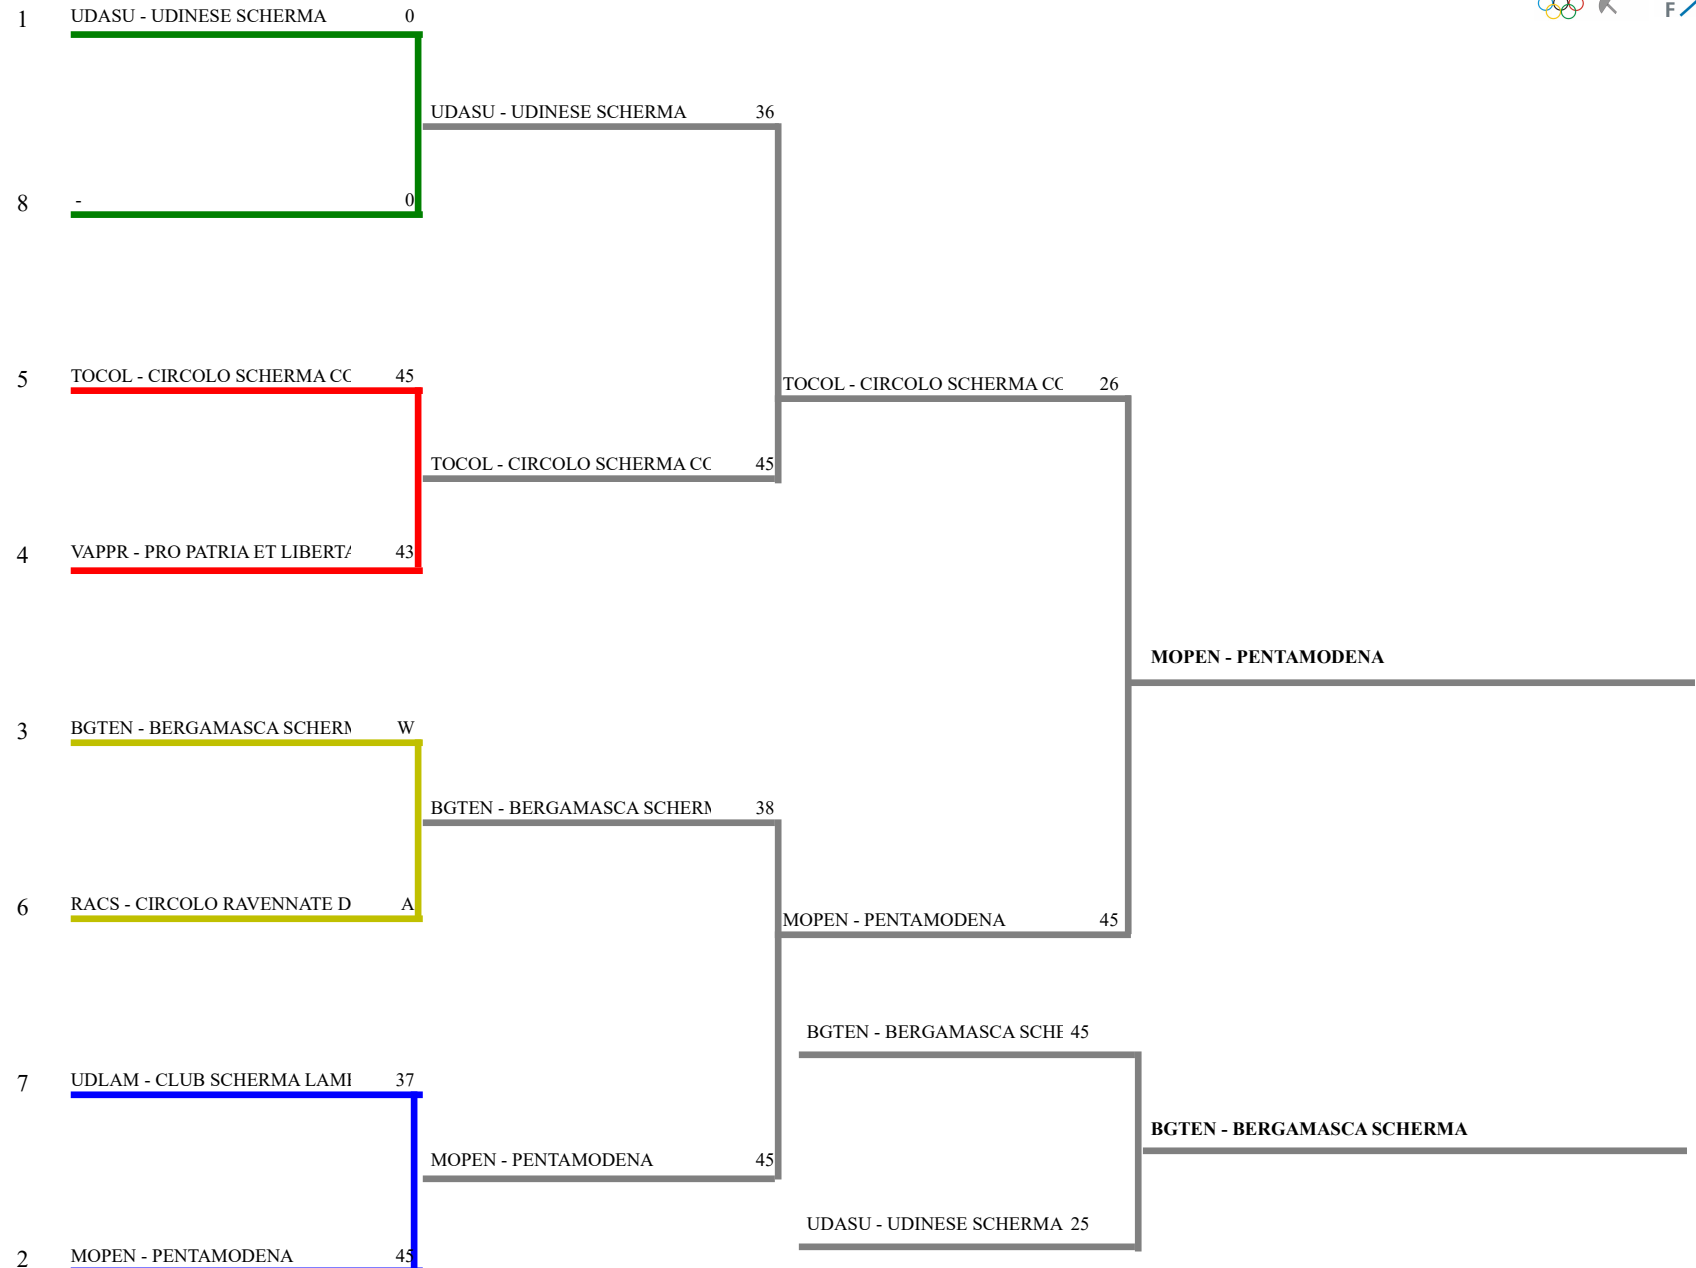 1 UDASU - UDINESE SCHERMA 0
F
UDASU - UDINESE SCHERMA 36
8 - 0
5 TOCOL - CIRCOLO SCHERMA CC 45
TOCOL - CIRCOLO SCHERMA CC 26
TOCOL - CIRCOLO SCHERMA CC 45
4 VAPPR - PRO PATRIA ET LIBERTA 43
MOPEN - PENTAMODENA
3 BGTEN - BERGAMASCA SCHERM W
BGTEN - BERGAMASCA SCHERM 38
6 RACS - CIRCOLO RAVENNATE D A
MOPEN - PENTAMODENA 45
BGTEN - BERGAMASCA SCHE 45
7 UDLAM - CLUB SCHERMA LAME 37
BGTEN - BERGAMASCA SCHERMA
MOPEN - PENTAMODENA 45
UDASU - UDINESE SCHERMA 25
2 MOPEN - PENTAMODENA 45